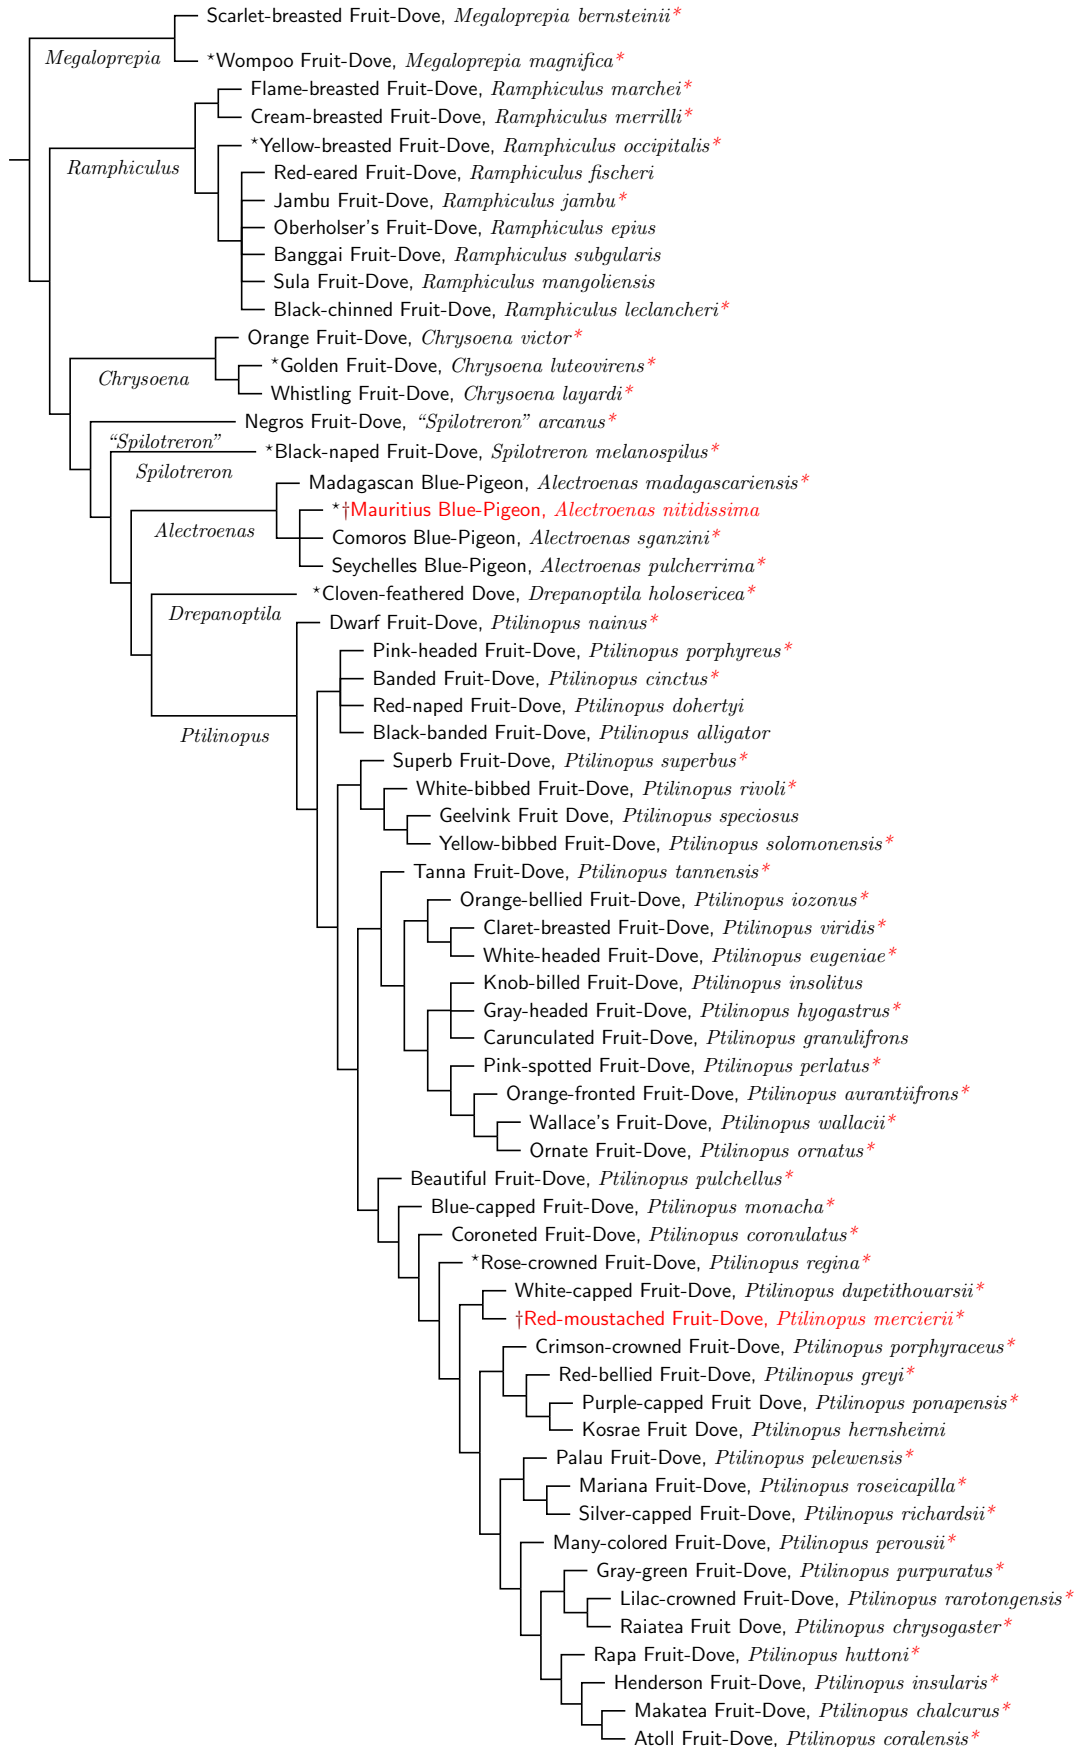 Scarlet-breasted Fruit-Dove, Megaloprepia bernsteinii*
Megaloprepia
*Wompoo Fruit-Dove, Megaloprepia magnifica*
Flame-breasted Fruit-Dove, Ramphiculus marchei*
Cream-breasted Fruit-Dove, Ramphiculus merrilli*
*Yellow-breasted Fruit-Dove, Ramphiculus occipitalis*
Ramphiculus
Red-eared Fruit-Dove, Ramphiculus fischeri
Jambu Fruit-Dove, Ramphiculus jambu*
Oberholser's Fruit-Dove, Ramphiculus epius
Banggai Fruit-Dove, Ramphiculus subgularis
Sula Fruit-Dove, Ramphiculus mangoliensis
Black-chinned Fruit-Dove, Ramphiculus leclancheri*
Orange Fruit-Dove, Chrysoena victor*
*Golden Fruit-Dove, Chrysoena luteovirens*
Chrysoena
Whistling Fruit-Dove, Chrysoena layardi*
Negros Fruit-Dove, “Spilotreron” arcanus*
“Spilotreron”
*Black-naped Fruit-Dove, Spilotreron melanospilus*
Spilotreron
Madagascan Blue-Pigeon, Alectroenas madagascariensis*
*†Mauritius Blue-Pigeon, Alectroenas nitidissima
Alectroenas
Comoros Blue-Pigeon, Alectroenas sganzini*
Seychelles Blue-Pigeon, Alectroenas pulcherrima*
*Cloven-feathered Dove, Drepanoptila holosericea*
Drepanoptila
Dwarf Fruit-Dove, Ptilinopus nainus*
Pink-headed Fruit-Dove, Ptilinopus porphyreus*
Banded Fruit-Dove, Ptilinopus cinctus*
Red-naped Fruit-Dove, Ptilinopus dohertyi
Black-banded Fruit-Dove, Ptilinopus alligator
Ptilinopus
Superb Fruit-Dove, Ptilinopus superbus*
White-bibbed Fruit-Dove, Ptilinopus rivoli*
Geelvink Fruit Dove, Ptilinopus speciosus
Yellow-bibbed Fruit-Dove, Ptilinopus solomonensis*
Tanna Fruit-Dove, Ptilinopus tannensis*
Orange-bellied Fruit-Dove, Ptilinopus iozonus*
Claret-breasted Fruit-Dove, Ptilinopus viridis*
White-headed Fruit-Dove, Ptilinopus eugeniae*
Knob-billed Fruit-Dove, Ptilinopus insolitus
Gray-headed Fruit-Dove, Ptilinopus hyogastrus*
Carunculated Fruit-Dove, Ptilinopus granulifrons
Pink-spotted Fruit-Dove, Ptilinopus perlatus*
Orange-fronted Fruit-Dove, Ptilinopus aurantiifrons*
Wallace's Fruit-Dove, Ptilinopus wallacii*
Ornate Fruit-Dove, Ptilinopus ornatus*
Beautiful Fruit-Dove, Ptilinopus pulchellus*
Blue-capped Fruit-Dove, Ptilinopus monacha*
Coroneted Fruit-Dove, Ptilinopus coronulatus*
*Rose-crowned Fruit-Dove, Ptilinopus regina*
White-capped Fruit-Dove, Ptilinopus dupetithouarsii*
†Red-moustached Fruit-Dove, Ptilinopus mercierii*
Crimson-crowned Fruit-Dove, Ptilinopus porphyraceus*
Red-bellied Fruit-Dove, Ptilinopus greyi*
Purple-capped Fruit Dove, Ptilinopus ponapensis*
Kosrae Fruit Dove, Ptilinopus hernsheimi
Palau Fruit-Dove, Ptilinopus pelewensis*
Mariana Fruit-Dove, Ptilinopus roseicapilla*
Silver-capped Fruit-Dove, Ptilinopus richardsii*
Many-colored Fruit-Dove, Ptilinopus perousii*
Gray-green Fruit-Dove, Ptilinopus purpuratus*
Lilac-crowned Fruit-Dove, Ptilinopus rarotongensis*
Raiatea Fruit Dove, Ptilinopus chrysogaster*
Rapa Fruit-Dove, Ptilinopus huttoni*
Henderson Fruit-Dove, Ptilinopus insularis*
Makatea Fruit-Dove, Ptilinopus chalcurus*
Atoll Fruit-Dove, Ptilinopus coralensis*